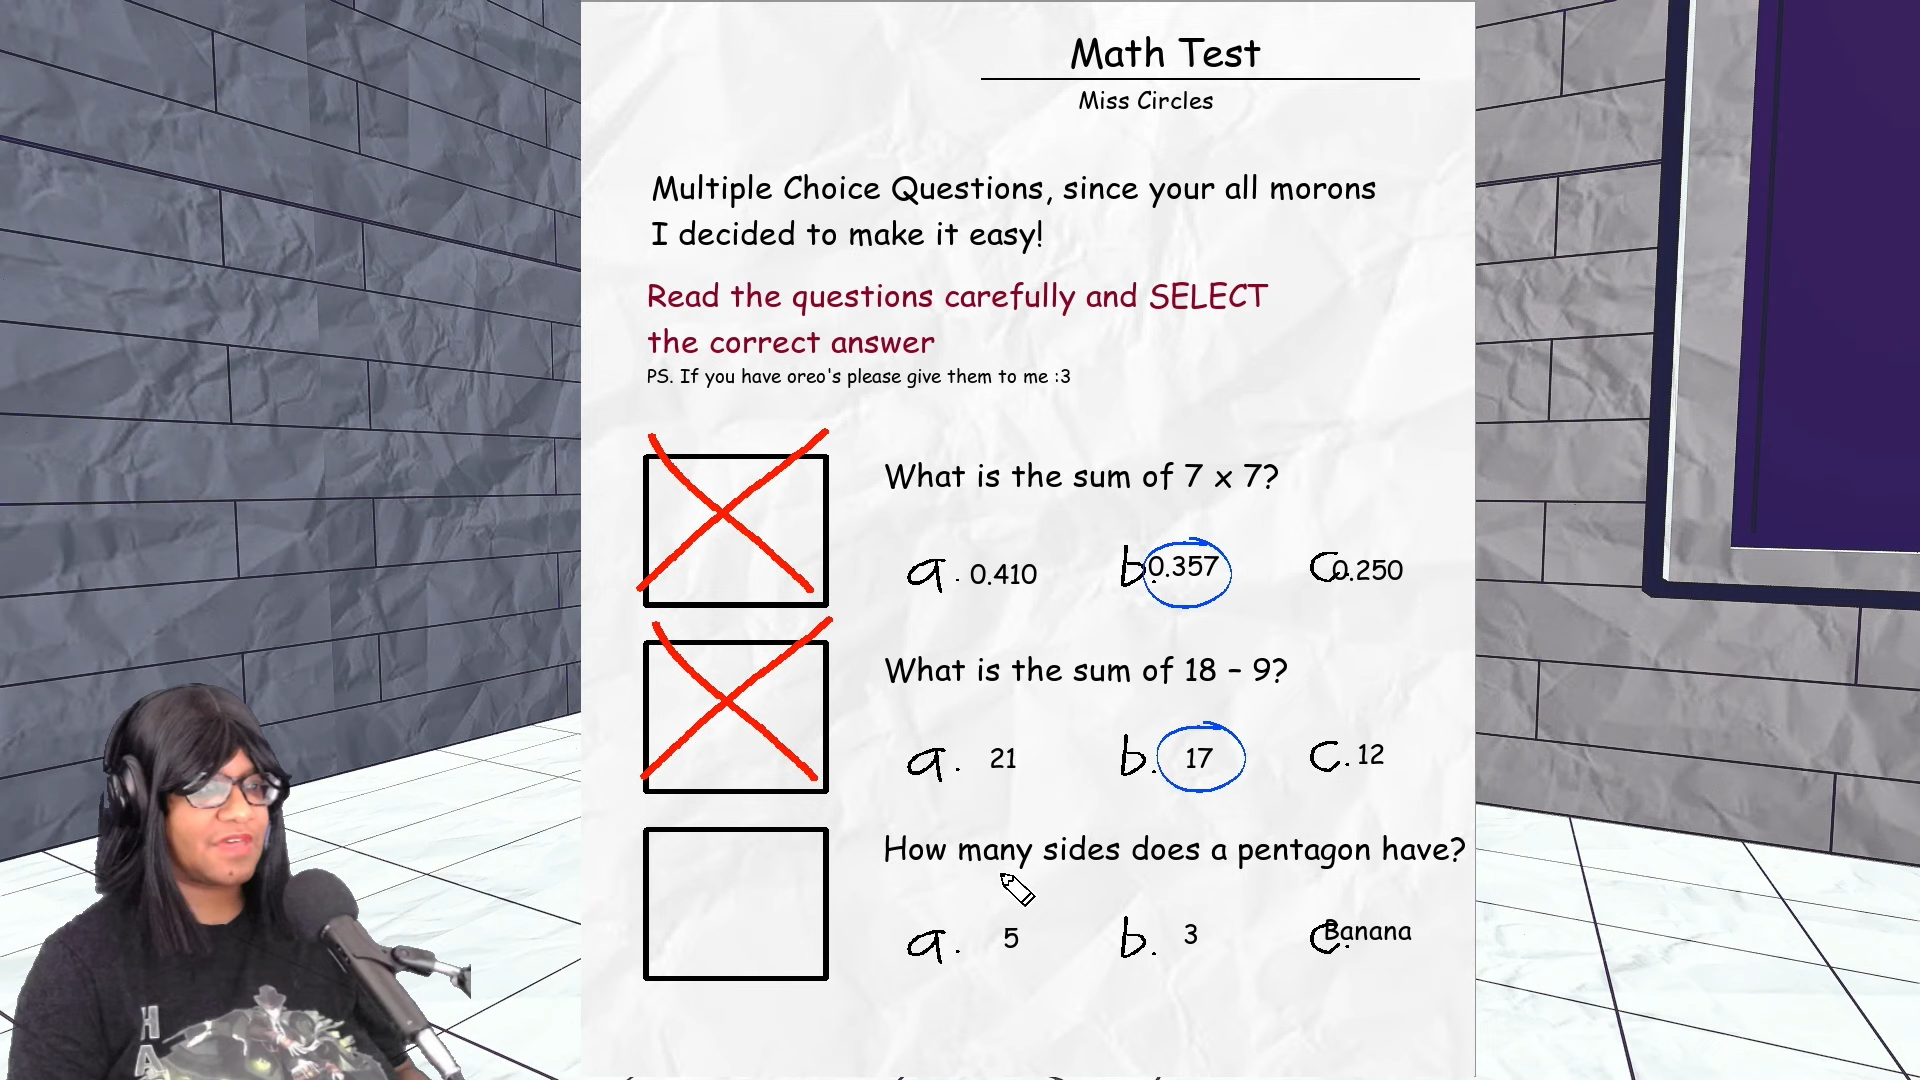 Math Test
Miss Circles
Multiple Choice Questions, since your all morons
I decided to make it easy!
Read the questions carefully and SELECT
the correct answer
PS. If you have oreo's please give them to me :3
What is the sum of 7 x 7?
a. 0.410 b. 0.357 c. 0.250
What is the sum of 18 - 9?
a. 21 b. 17 c. 12
How many sides does a pentagon have?
a. 5 b. 3 c. Banana